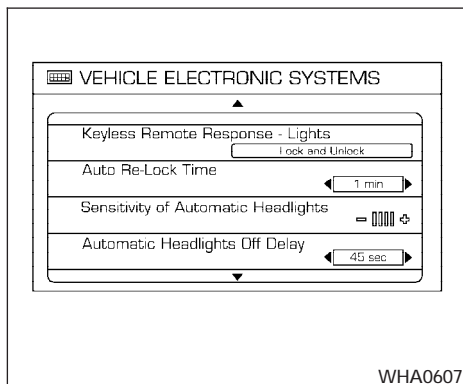 VEHICLE ELECTRONIC SYSTEMS
Keyless Remote Response - Lights
Lock and Unlock
Auto Re-Lock Time
1 min
Sensitivity of Automatic Headlights
Automatic Headlights Off Delay
45 sec
WHA0607